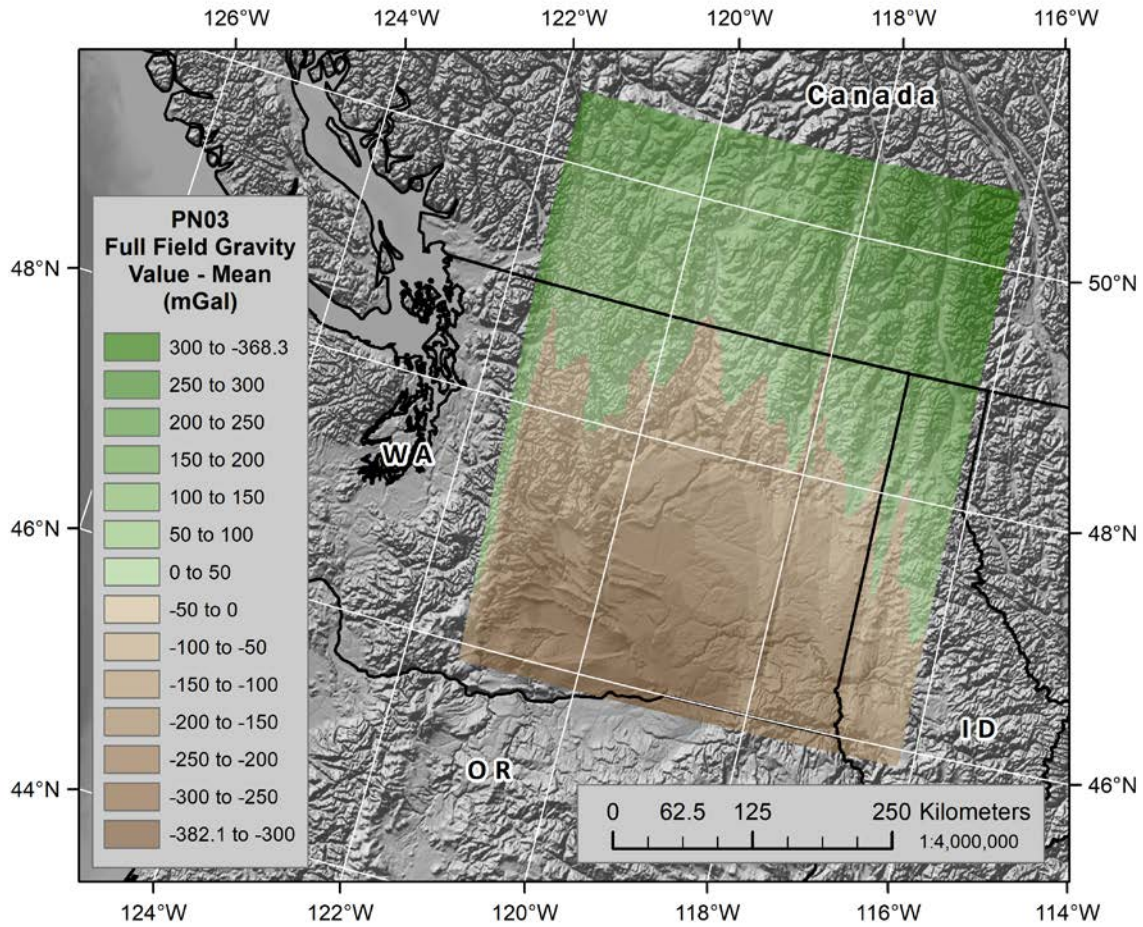 126°W 124°W 122°W 120°W 118°W 116°W
Canada
PN03
Full Field Gravity
Value - Mean
(mGal)
300 to -368.3
250 to 300
200 to 250
150 to 200
100 to 150
50 to 100
0 to 50
-50 to 0
-100 to -50
-150 to -100
-200 to -150
-250 to -200
-300 to -250
-382.1 to -300
48°N
46°N
44°N
50°N
48°N
46°N
WA
OR
ID
0 62.5 125 250 Kilometers
1:4,000,000
124°W 122°W 120°W 118°W 116°W 114°W